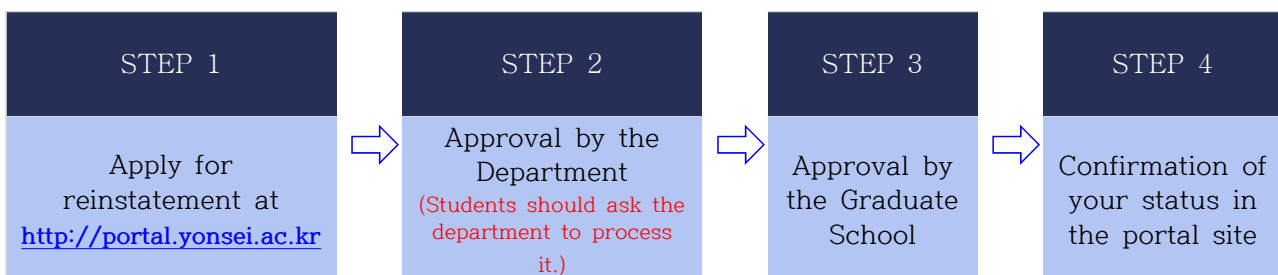 STEP 1
Apply for
reinstatement at
http://portal.yonsei.ac.kr
STEP 2
Approval by the
Department
(Students should ask the
department to process
it.)
STEP 3
Approval by
the Graduate
School
STEP 4
Confirmation of
your status in
the portal site